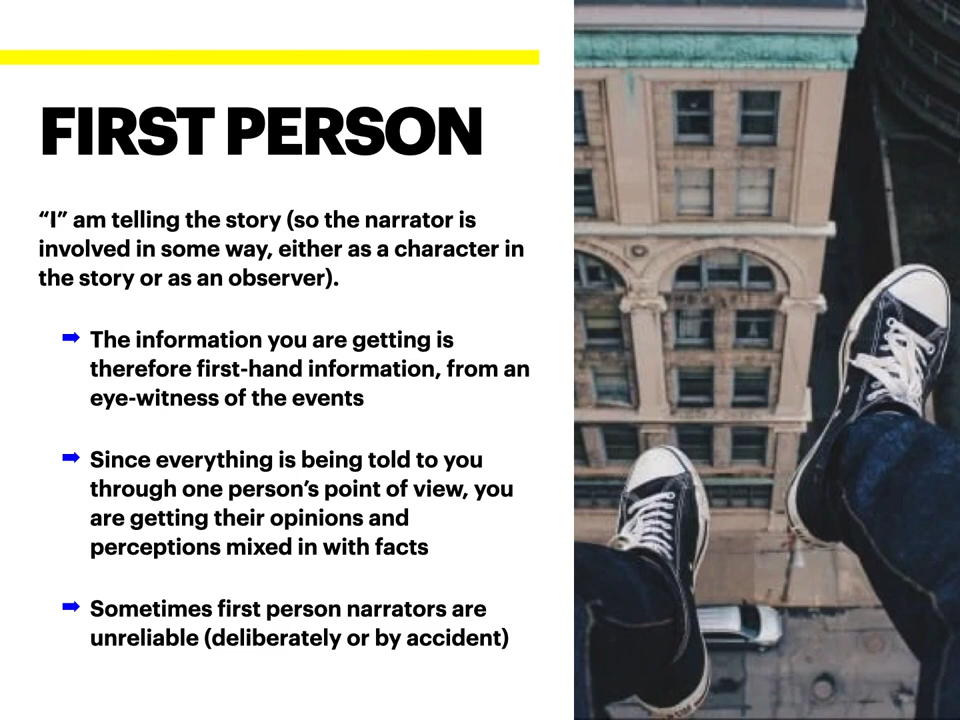 FIRST PERSON
“I” am telling the story (so the narrator is
involved in some way, either as a character in
the story or as an observer).
➡ The information you are getting is
therefore first-hand information, from an
eye-witness of the events
➡ Since everything is being told to you
through one person’s point of view, you
are getting their opinions and
perceptions mixed in with facts
➡ Sometimes first person narrators are
unreliable (deliberately or by accident)